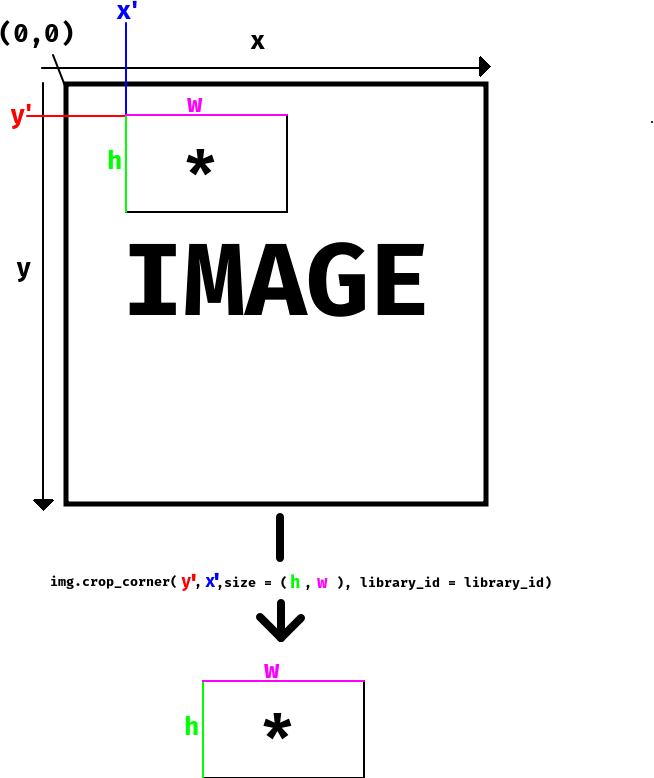 x'
(0,0)
x
w
y'
h
*
IMAGE
y
img.crop_corner( y', x',size = (h , w ), library_id = library_id)
w
h
*